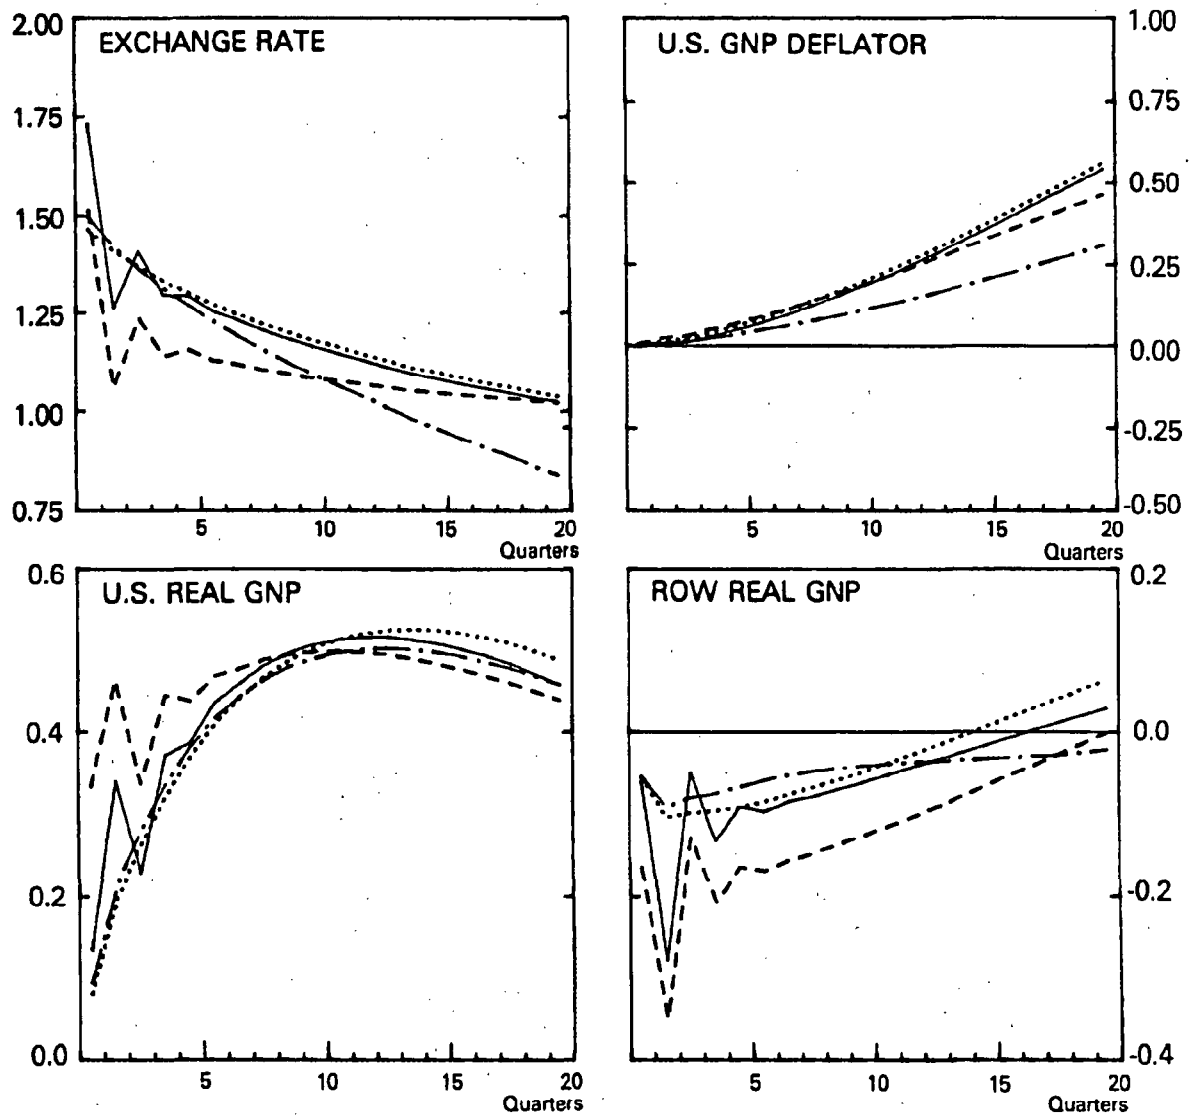 EXCHANGE RATE
2.00
1.75
1.50
1.25
1.00
0.75
5 10 15 20
Quarters
U.S. GNP DEFLATOR
1.00
0.75
0.50
0.25
0.00
-0.25
-0.50
5 10 15 20
Quarters
U.S. REAL GNP
0.6
0.4
0.2
0.0
5 10 15 20
Quarters
ROW REAL GNP
0.2
0.0
-0.2
-0.4
5 10 15 20
Quarters